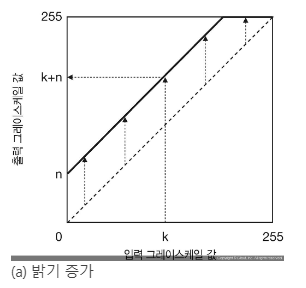 255
출력 그레이스케일 값
k+n
n
0 k 255
입력 그레이스케일 값
(a) 밝기 증가